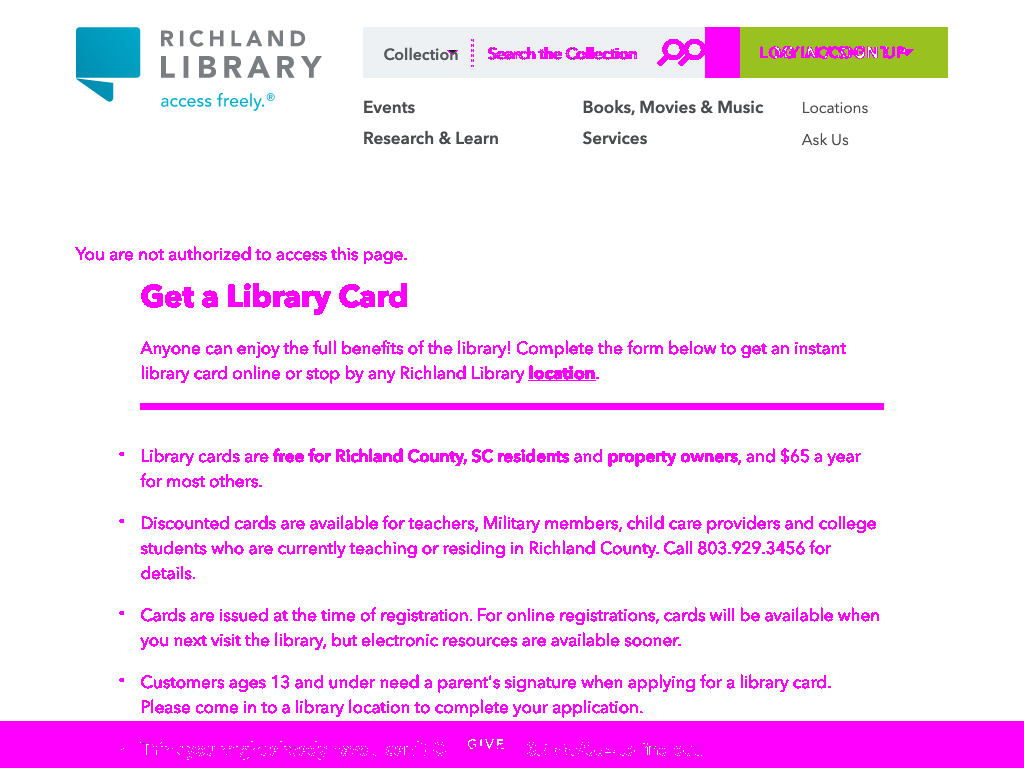 RICHLAND
LIBRARY
access freely.®
Collection
Search the Collection
Events
Books, Movies & Music
Locations
Research & Learn
Services
Ask Us
You are not authorized to access this page.
Get a Library Card
Anyone can enjoy the full benefits of the library! Complete the form below to get an instant
library card online or stop by any Richland Library location.
• Library cards are free for Richland County, SC residents and property owners, and $65 a year
for most others.
• Discounted cards are available for teachers, Military members, child care providers and college
students who are currently teaching or residing in Richland County. Call 803.929.3456 for
details.
• Cards are issued at the time of registration. For online registrations, cards will be available when
you next visit the library, but electronic resources are available sooner.
• Customers ages 13 and under need a parent's signature when applying for a library card.
Please come in to a library location to complete your application.
GIVE